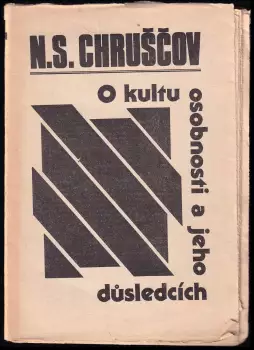 N.S. CHRUŠČOV
O kultu
osobnosti a jeho
důsledcích